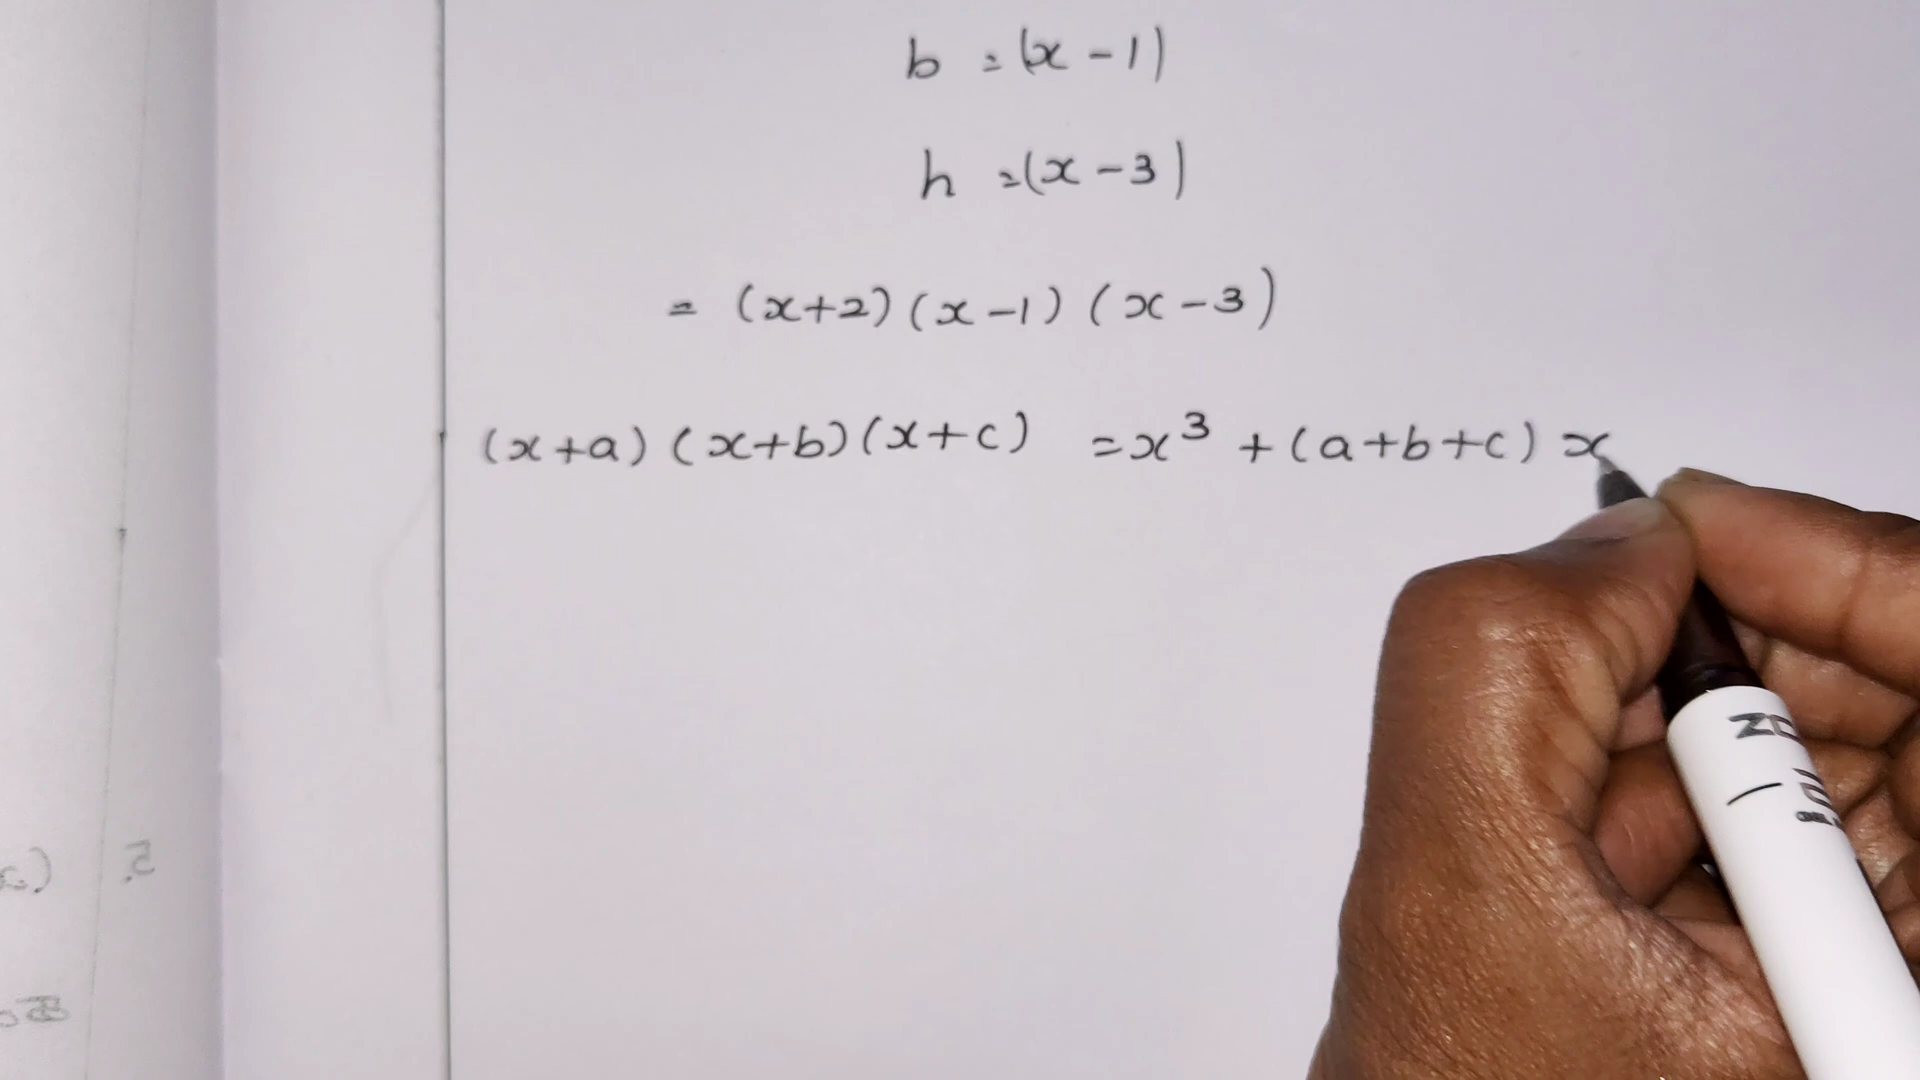 b = (x - 1)
h = (x - 3)
= (x+2) (x-1) (x-3)
(x+a) (x+b) (x+c) = x³ + (a+b+c) x